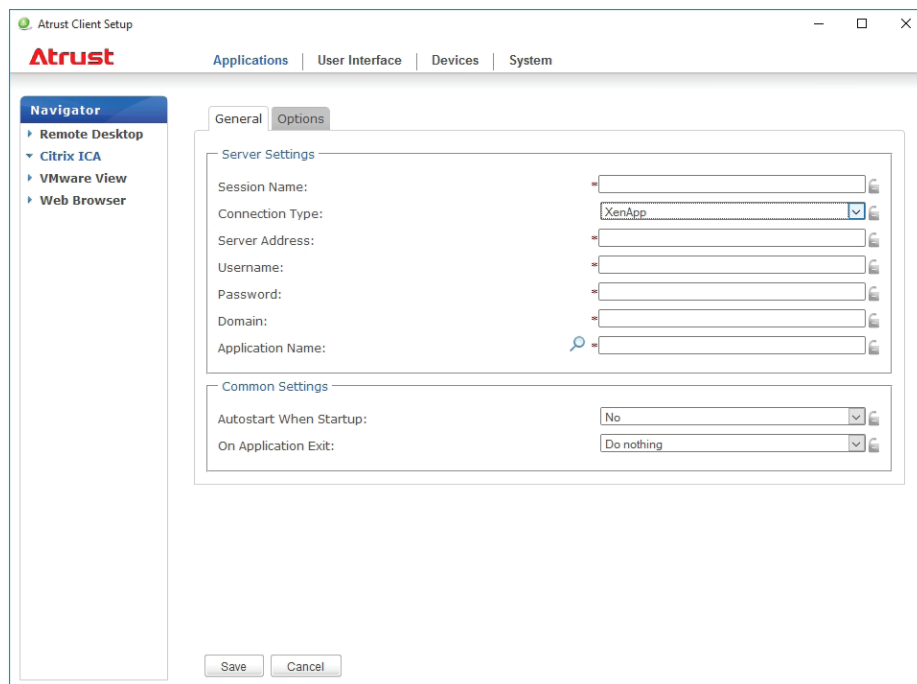 Atrust Client Setup
Atrust
Applications | User Interface | Devices | System
Navigator
Remote Desktop
Citrix ICA
VMware View
Web Browser
General Options
Server Settings
Session Name: *
Connection Type: XenApp
Server Address: *
Username: *
Password: *
Domain: *
Application Name: *
Common Settings
Autostart When Startup: No
On Application Exit: Do nothing
Save Cancel